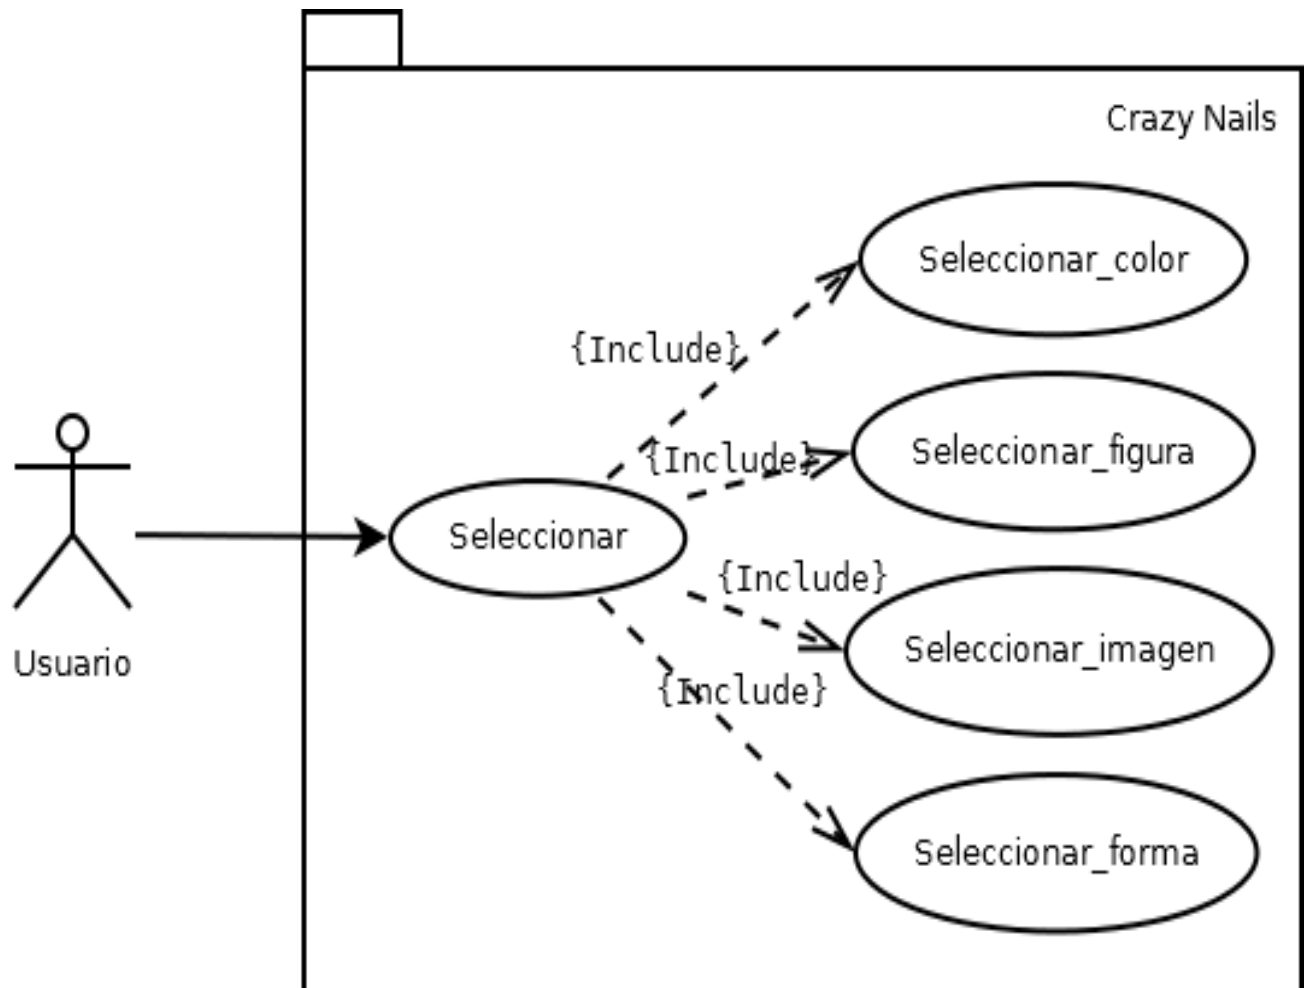 Crazy Nails
Seleccionar_color
{Include}
Seleccionar_figura
{Include}
Seleccionar
{Include}
Seleccionar_imagen
Usuario
{Include}
Seleccionar_forma